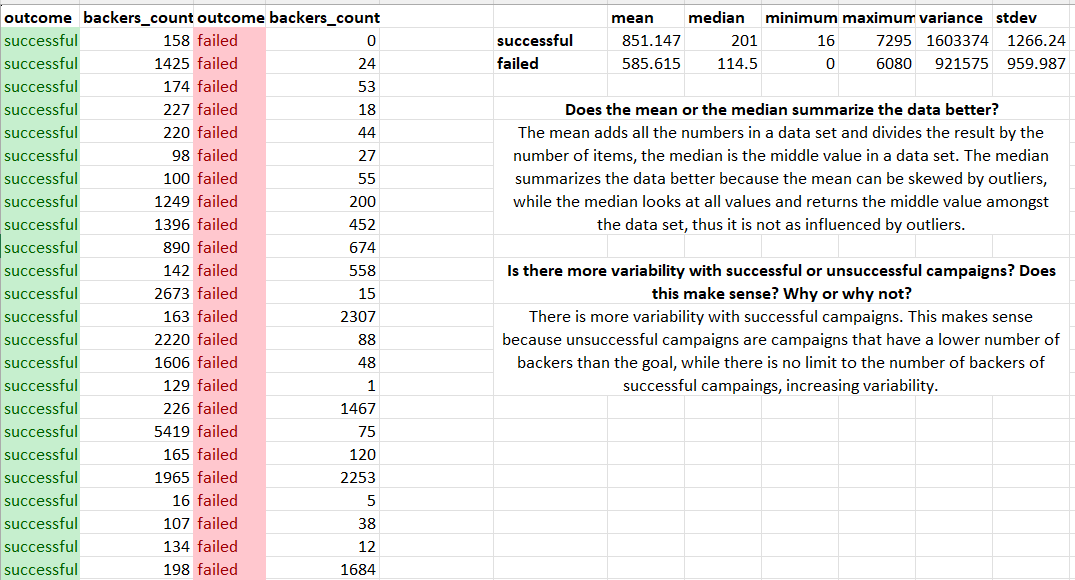 outcome backers_count outcome backers_count mean median minimum maximum variance stdev
successful 158 failed 0 successful 851.147 201 16 7295 1603374 1266.24
successful 1425 failed 24 failed 585.615 114.5 0 6080 921575 959.987
successful 174 failed 53
successful 227 failed 18 Does the mean or the median summarize the data better?
successful 220 failed 44 The mean adds all the numbers in a data set and divides the result by the
successful 98 failed 27 number of items, the median is the middle value in a data set. The median
successful 100 failed 55 summarizes the data better because the mean can be skewed by outliers,
successful 1249 failed 200 while the median looks at all values and returns the middle value amongst
successful 1396 failed 452 the data set, thus it is not as influenced by outliers.
successful 890 failed 674
successful 142 failed 558 Is there more variability with successful or unsuccessful campaigns? Does
successful 2673 failed 15 this make sense? Why or why not?
successful 163 failed 2307 There is more variability with successful campaigns. This makes sense
successful 2220 failed 88 because unsuccessful campaigns are campaigns that have a lower number of
successful 1606 failed 48 backers than the goal, while there is no limit to the number of backers of
successful 129 failed 1 successful campaings, increasing variability.
successful 226 failed 1467
successful 5419 failed 75
successful 165 failed 120
successful 1965 failed 2253
successful 16 failed 5
successful 107 failed 38
successful 134 failed 12
successful 198 failed 1684